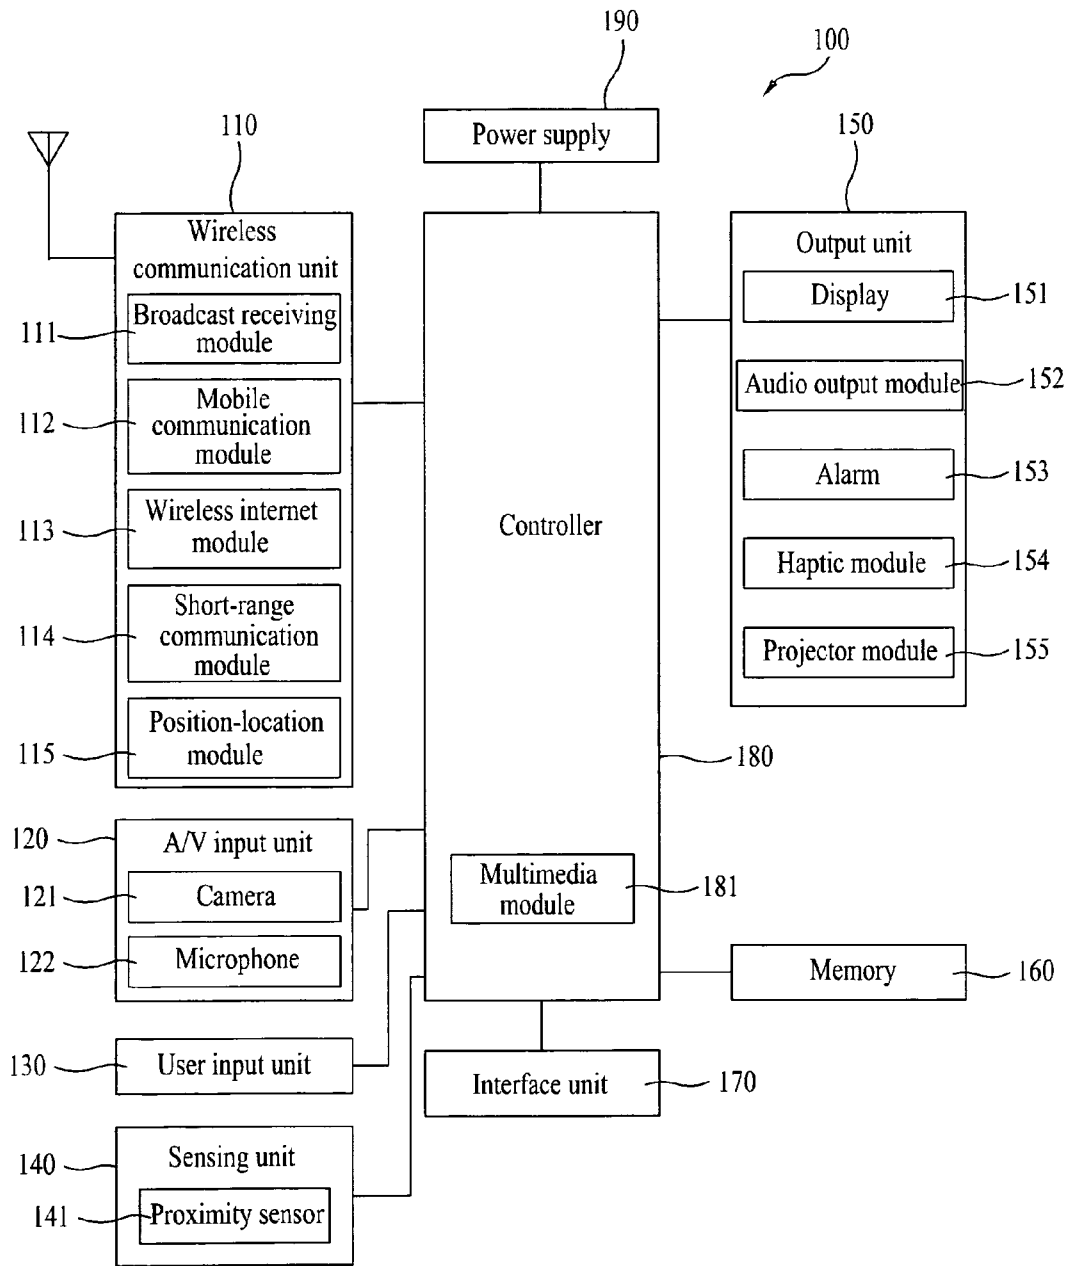 190
100
Power supply
110
150
Wireless
communication unit
Output unit
111
Broadcast receiving
module
Display
151
112
Mobile
communication
module
Audio output module
152
113
Wireless internet
module
Alarm
153
Controller
114
Short-range
communication
module
Haptic module
154
115
Position-location
module
Projector module
155
180
120
A/V input unit
121
Camera
Multimedia
module
181
122
Microphone
Memory
160
130
User input unit
Interface unit
170
140
Sensing unit
141
Proximity sensor